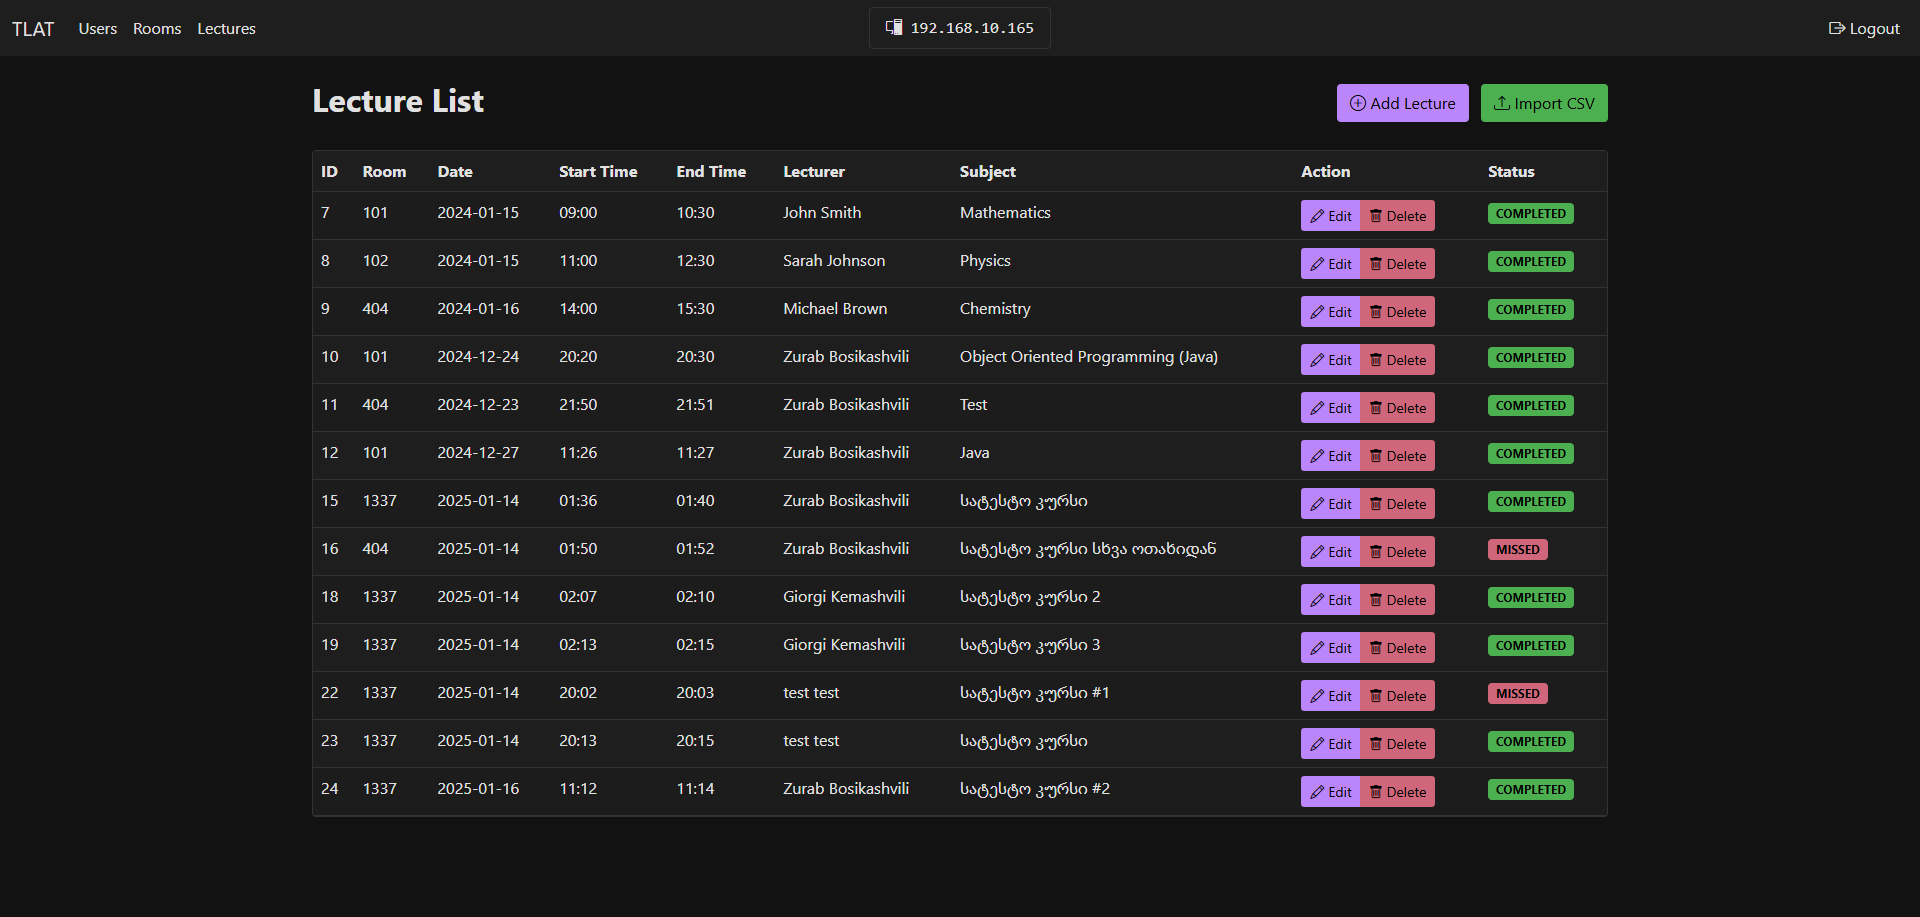 TLAT Users Rooms Lectures 192.168.10.165 Logout
Lecture List Add Lecture Import CSV
ID Room Date Start Time End Time Lecturer Subject Action Status
7 101 2024-01-15 09:00 10:30 John Smith Mathematics Edit Delete COMPLETED
8 102 2024-01-15 11:00 12:30 Sarah Johnson Physics Edit Delete COMPLETED
9 404 2024-01-16 14:00 15:30 Michael Brown Chemistry Edit Delete COMPLETED
10 101 2024-12-24 20:20 20:30 Zurab Bosikashvili Object Oriented Programming (Java) Edit Delete COMPLETED
11 404 2024-12-23 21:50 21:51 Zurab Bosikashvili Test Edit Delete COMPLETED
12 101 2024-12-27 11:26 11:27 Zurab Bosikashvili Java Edit Delete COMPLETED
15 1337 2025-01-14 01:36 01:40 Zurab Bosikashvili სატესტო კურსი Edit Delete COMPLETED
16 404 2025-01-14 01:50 01:52 Zurab Bosikashvili სატესტო კურსი სხვა ოთახიდან Edit Delete MISSED
18 1337 2025-01-14 02:07 02:10 Giorgi Kemashvili სატესტო კურსი 2 Edit Delete COMPLETED
19 1337 2025-01-14 02:13 02:15 Giorgi Kemashvili სატესტო კურსი 3 Edit Delete COMPLETED
22 1337 2025-01-14 20:02 20:03 test test სატესტო კურსი #1 Edit Delete MISSED
23 1337 2025-01-14 20:13 20:15 test test სატესტო კურსი Edit Delete COMPLETED
24 1337 2025-01-16 11:12 11:14 Zurab Bosikashvili სატესტო კურსი #2 Edit Delete COMPLETED